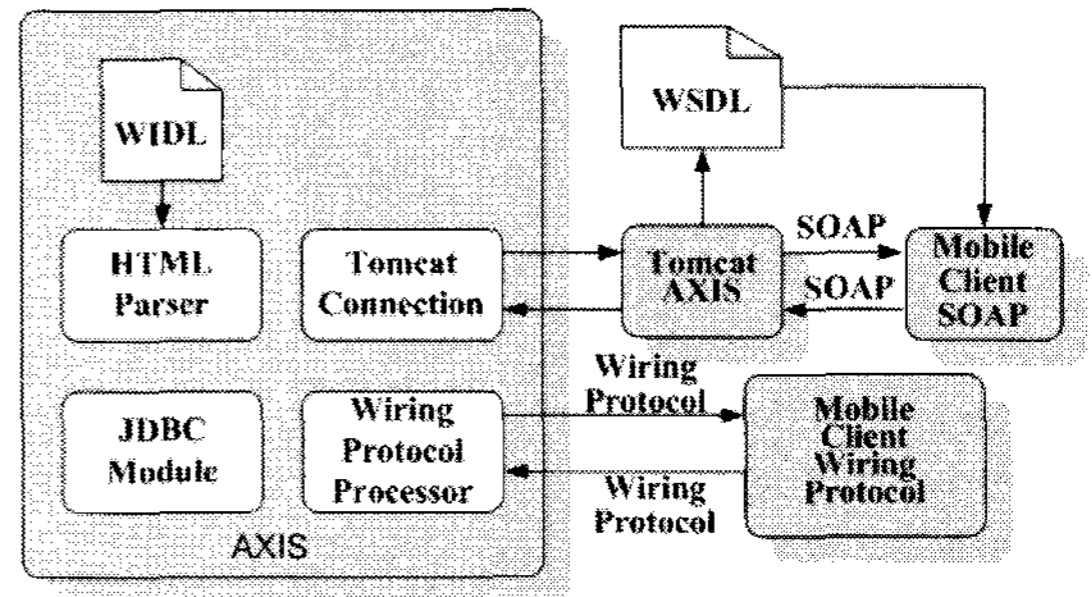 WIDL
HTML
Parser
Tomcat
Connection
JDBC
Module
Wiring
Protocol
Processor
AXIS
WSDL
Tomcat
AXIS
SOAP
SOAP
Mobile
Client
SOAP
Wiring
Protocol
Wiring
Protocol
Mobile
Client
Wiring
Protocol